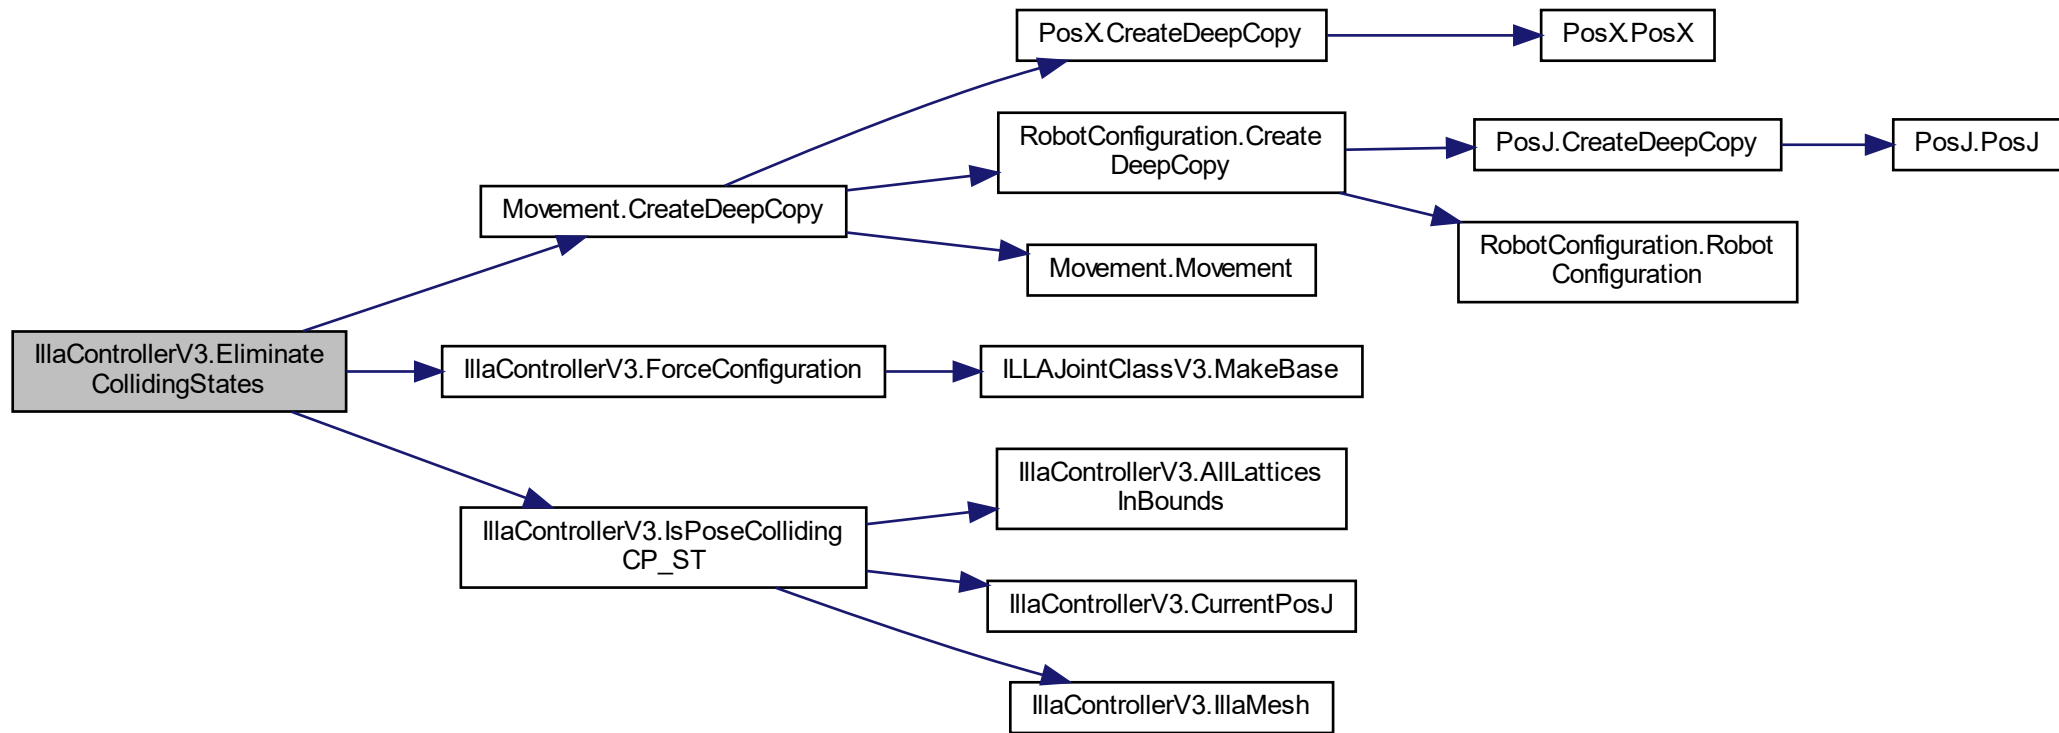 PosX.CreateDeepCopy
PosX.PosX
RobotConfiguration.Create
DeepCopy
PosJ.CreateDeepCopy
PosJ.PosJ
Movement.CreateDeepCopy
RobotConfiguration.Robot
Configuration
Movement.Movement
IllaControllerV3.Eliminate
CollidingStates
IllaControllerV3.ForceConfiguration
ILLAJointClassV3.MakeBase
IllaControllerV3.AllLattices
InBounds
IllaControllerV3.IsPoseColliding
CP_ST
IllaControllerV3.CurrentPosJ
IllaControllerV3.IllaMesh